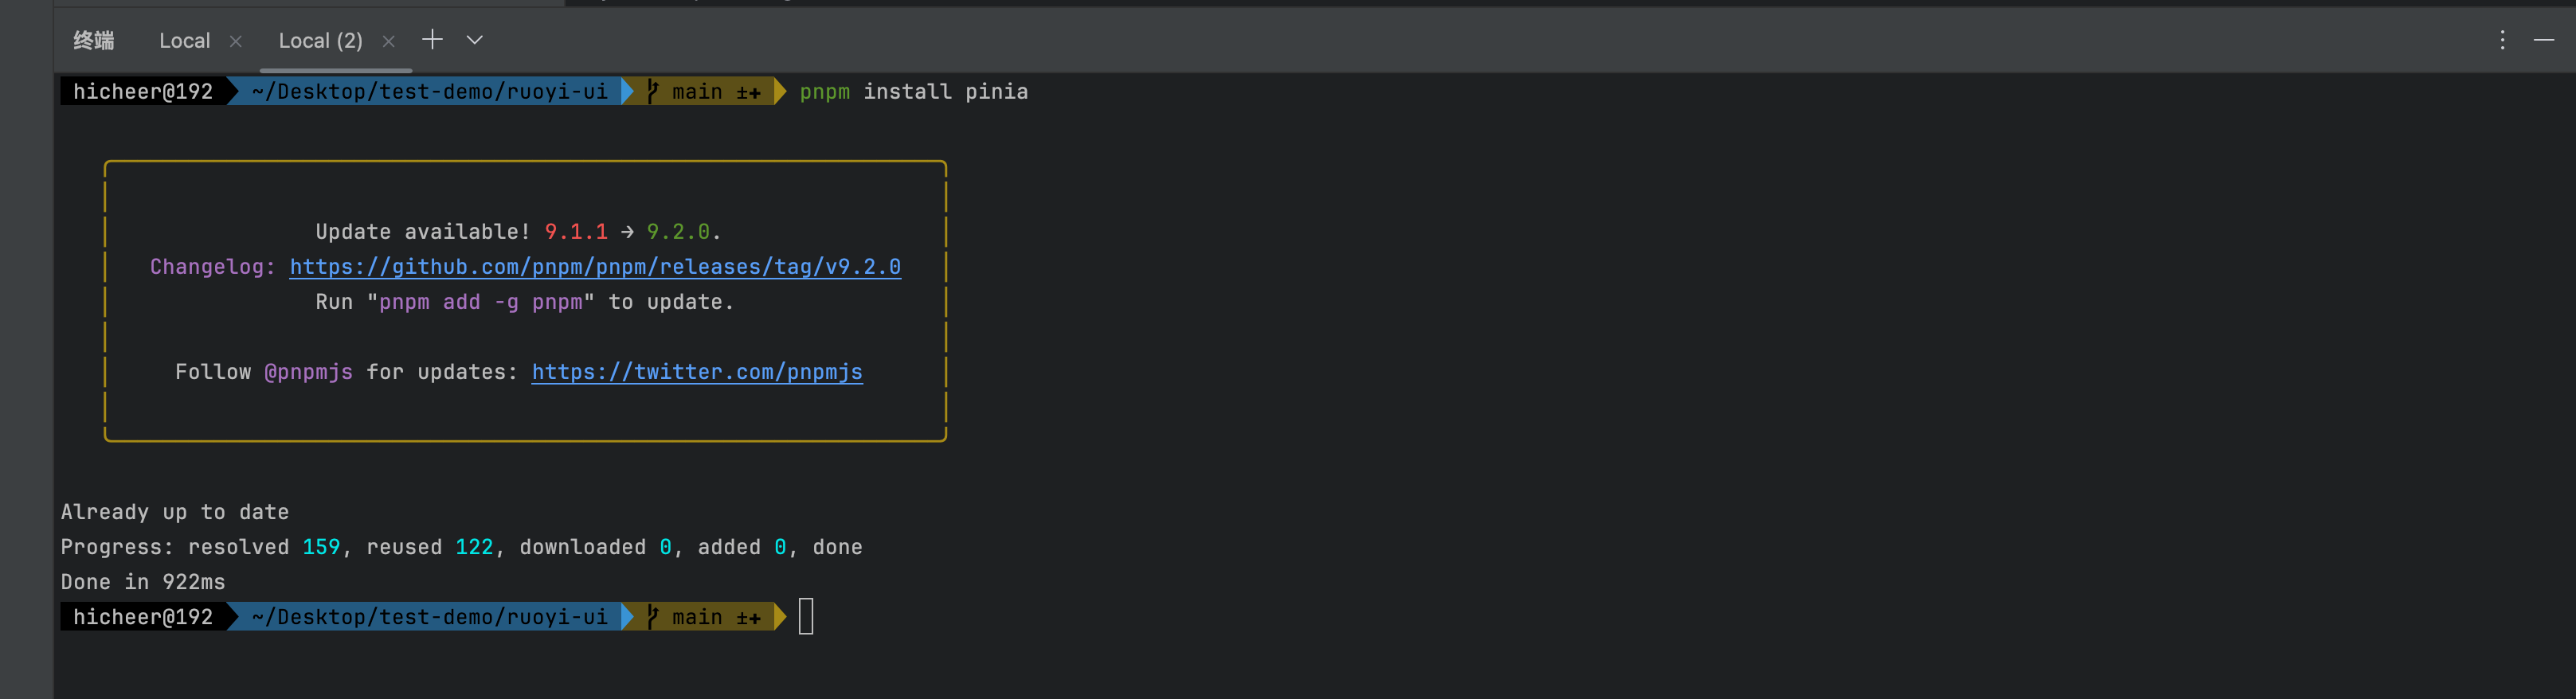 终端 Local Local (2)
hicheer@192 ~/Desktop/test-demo/ruoyi-ui main ±+ pnpm install pinia
Update available! 9.1.1 → 9.2.0.
Changelog: https://github.com/pnpm/pnpm/releases/tag/v9.2.0
Run "pnpm add -g pnpm" to update.
Follow @pnpmjs for updates: https://twitter.com/pnpmjs
Already up to date
Progress: resolved 159, reused 122, downloaded 0, added 0, done
Done in 922ms
hicheer@192 ~/Desktop/test-demo/ruoyi-ui main ±+